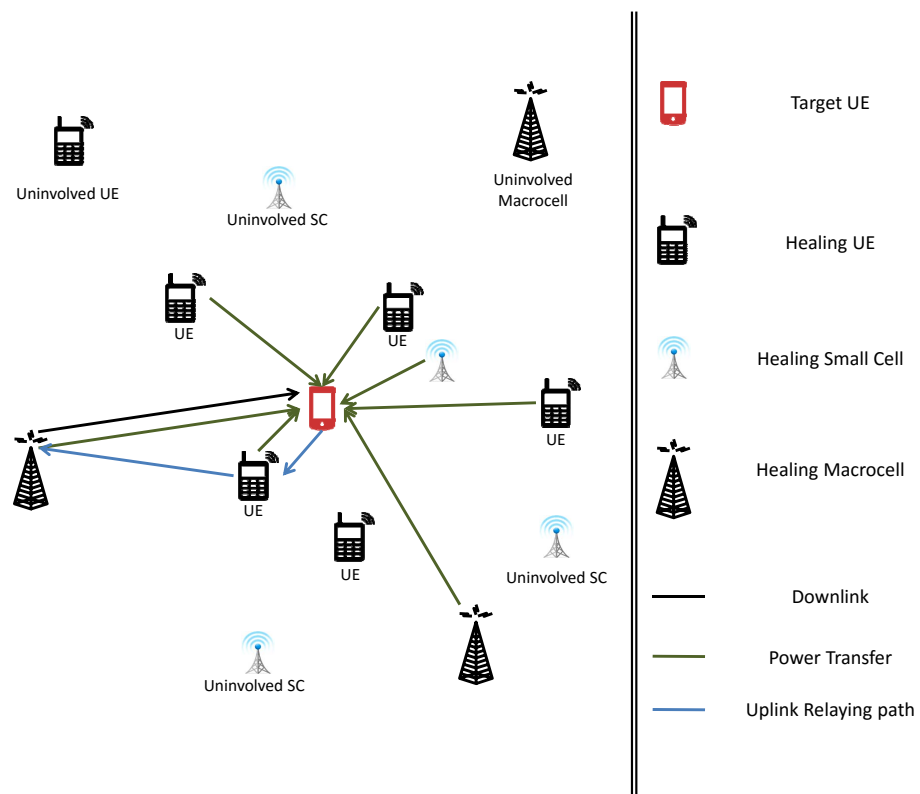 Uninvolved UE
Uninvolved SC
Uninvolved
Macrocell
UE
UE
UE
UE
UE
Uninvolved SC
Uninvolved SC
Target UE
Healing UE
Healing Small Cell
Healing Macrocell
Downlink
Power Transfer
Uplink Relaying path